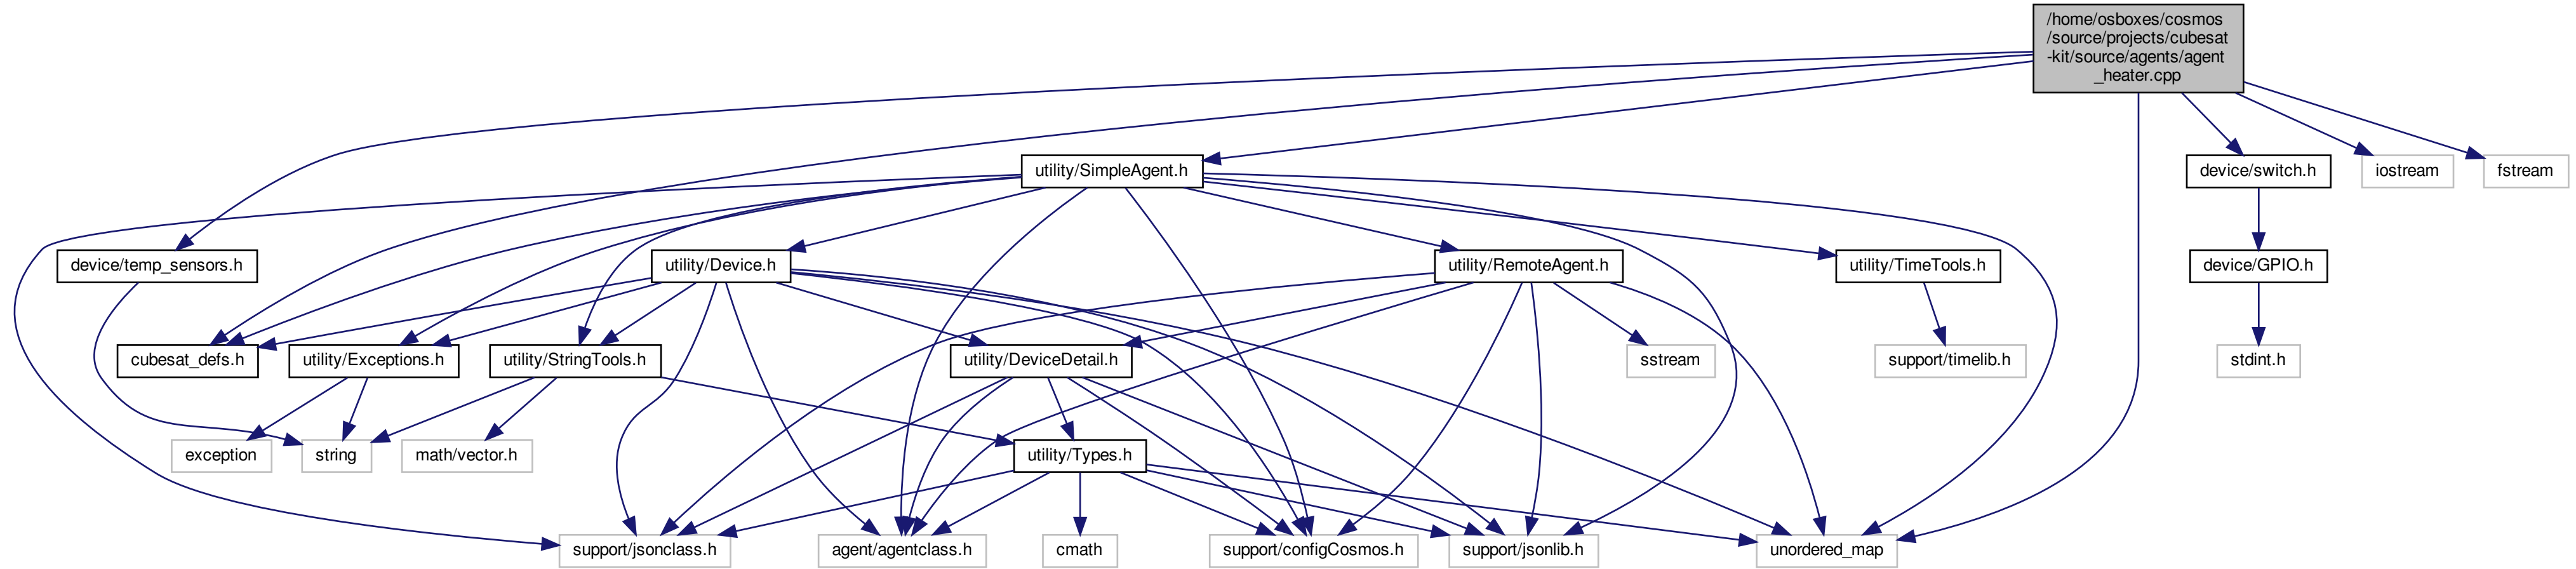 /home/osboxes/cosmos
/source/projects/cubesat
-kit/source/agents/agent
_heater.cpp
utility/SimpleAgent.h
device/switch.h
iostream
fstream
device/temp_sensors.h
utility/Device.h
utility/RemoteAgent.h
utility/TimeTools.h
device/GPIO.h
cubesat_defs.h
utility/Exceptions.h
utility/StringTools.h
utility/DeviceDetail.h
sstream
support/timelib.h
stdint.h
exception
string
math/vector.h
utility/Types.h
support/jsonclass.h
agent/agentclass.h
cmath
support/configCosmos.h
support/jsonlib.h
unordered_map